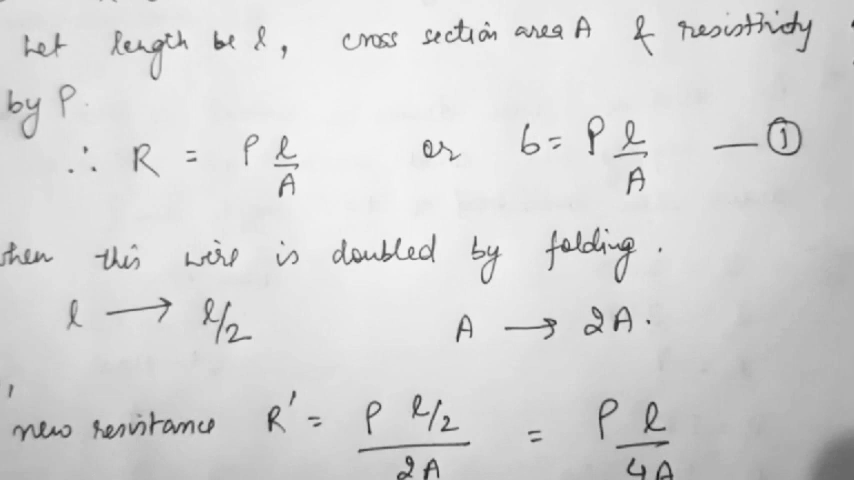 Let length be l, cross section area A & resistivity
by ρ.
∴ R = ρ l/A or 6 = ρ l/A — ①
when this wire is doubled by folding.
l → l/2 A → 2A.
new resistance R' = ρ l/2 / 2A = ρ l / 4A